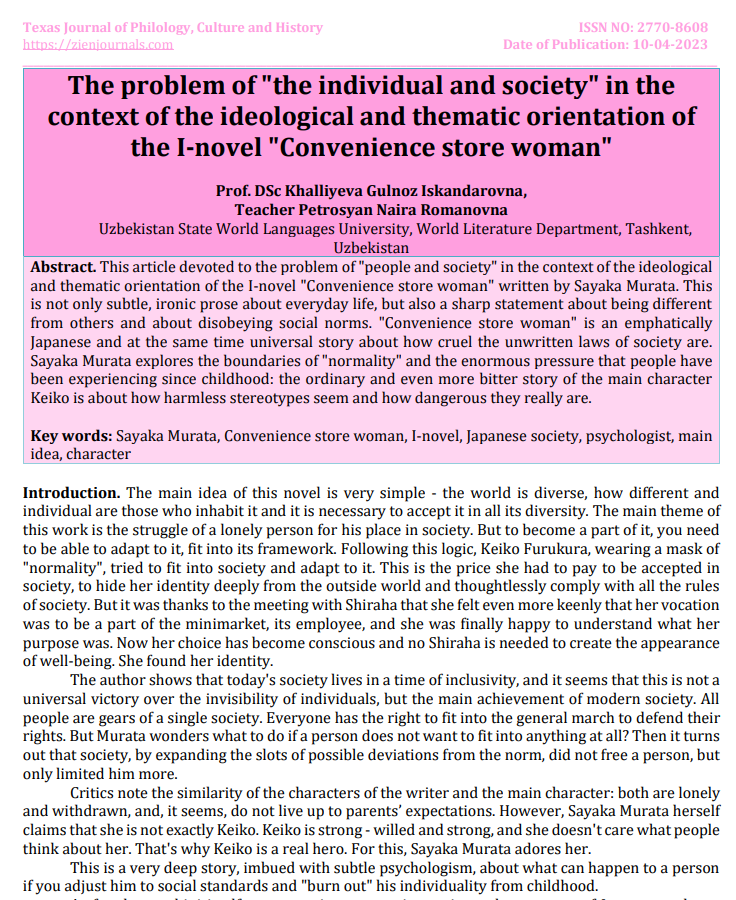 Texas Journal of Philology, Culture and History
ISSN NO: 2770-8608
https://zienjournals.com
Date of Publication: 10-04-2023
The problem of "the individual and society" in the
context of the ideological and thematic orientation of
the I-novel "Convenience store woman"
Prof. DSc Khalliyeva Gulnoz Iskandarovna,
Teacher Petrosyan Naira Romanovna
Uzbekistan State World Languages University, World Literature Department, Tashkent,
Uzbekistan
Abstract. This article devoted to the problem of "people and society" in the context of the ideological
and thematic orientation of the I-novel "Convenience store woman" written by Sayaka Murata. This
is not only subtle, ironic prose about everyday life, but also a sharp statement about being different
from others and about disobeying social norms. "Convenience store woman" is an emphatically
Japanese and at the same time universal story about how cruel the unwritten laws of society are.
Sayaka Murata explores the boundaries of "normality" and the enormous pressure that people have
been experiencing since childhood: the ordinary and even more bitter story of the main character
Keiko is about how harmless stereotypes seem and how dangerous they really are.
Key words: Sayaka Murata, Convenience store woman, I-novel, Japanese society, psychologist, main
idea, character
Introduction. The main idea of this novel is very simple - the world is diverse, how different and
individual are those who inhabit it and it is necessary to accept it in all its diversity. The main theme of
this work is the struggle of a lonely person for his place in society. But to become a part of it, you need
to be able to adapt to it, fit into its framework. Following this logic, Keiko Furukura, wearing a mask of
"normality", tried to fit into society and adapt to it. This is the price she had to pay to be accepted in
society, to hide her identity deeply from the outside world and thoughtlessly comply with all the rules
of society. But it was thanks to the meeting with Shiraha that she felt even more keenly that her vocation
was to be a part of the minimarket, its employee, and she was finally happy to understand what her
purpose was. Now her choice has become conscious and no Shiraha is needed to create the appearance
of well-being. She found her identity.
The author shows that today's society lives in a time of inclusivity, and it seems that this is not a
universal victory over the invisibility of individuals, but the main achievement of modern society. All
people are gears of a single society. Everyone has the right to fit into the general march to defend their
rights. But Murata wonders what to do if a person does not want to fit into anything at all? Then it turns
out that society, by expanding the slots of possible deviations from the norm, did not free a person, but
only limited him more.
Critics note the similarity of the characters of the writer and the main character: both are lonely
and withdrawn, and, it seems, do not live up to parents’ expectations. However, Sayaka Murata herself
claims that she is not exactly Keiko. Keiko is strong - willed and strong, and she doesn't care what people
think about her. That's why Keiko is a real hero. For this, Sayaka Murata adores her.
This is a very deep story, imbued with subtle psychologism, about what can happen to a person
if you adjust him to social standards and "burn out" his individuality from childhood.